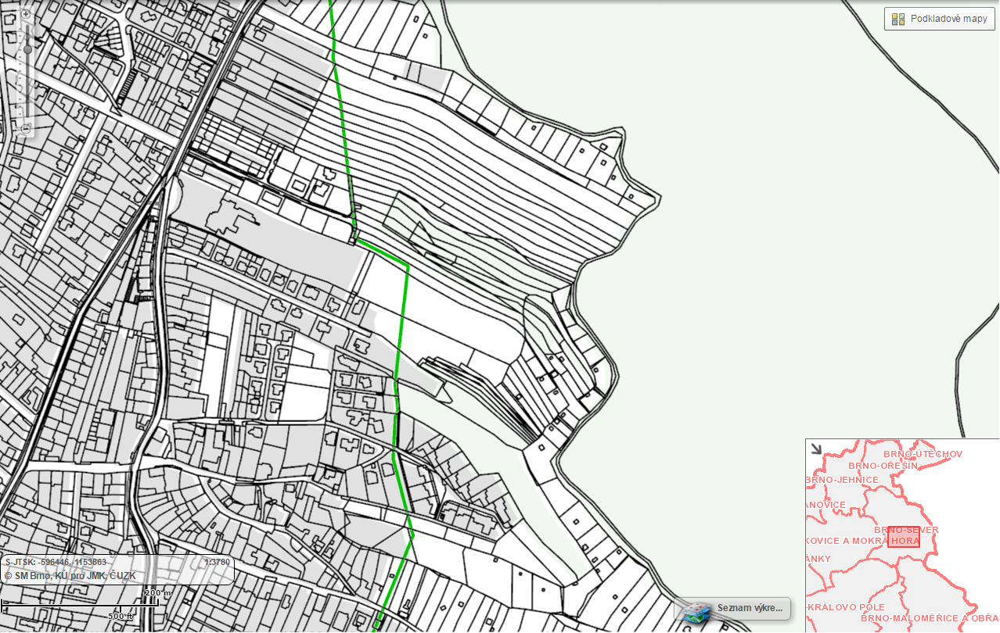 Podkladové mapy
BRNO-ÚTĚCHOV
BRNO-OŘEŠÍN
BRNO-JEHNICE
ANOVICE
BRNO-SEVER
KOVICE A MOKRÁ HORA
ÁNKY
-KRÁLOVO POLE
BRNO-MALOMĚŘICE A OBŘA
S-JTSK: -596446,-1153863 1:3780
© SM Brno, KÚ pro JMK, ČÚZK
200 m
500 ft
Seznam výkre...